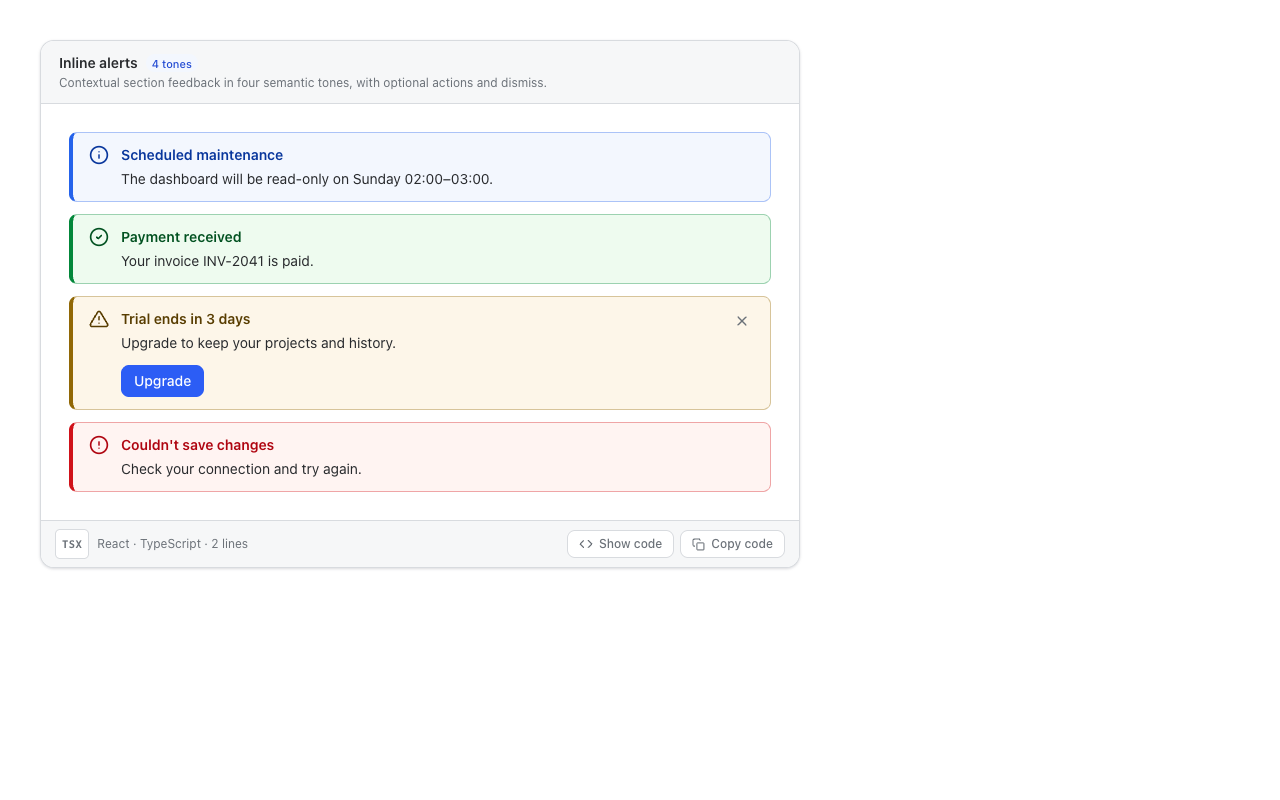 Inline alerts 4 tones
Contextual section feedback in four semantic tones, with optional actions and dismiss.
Scheduled maintenance
The dashboard will be read-only on Sunday 02:00–03:00.
Payment received
Your invoice INV-2041 is paid.
Trial ends in 3 days
Upgrade to keep your projects and history.
Upgrade
Couldn't save changes
Check your connection and try again.
TSX React · TypeScript · 2 lines Show code Copy code